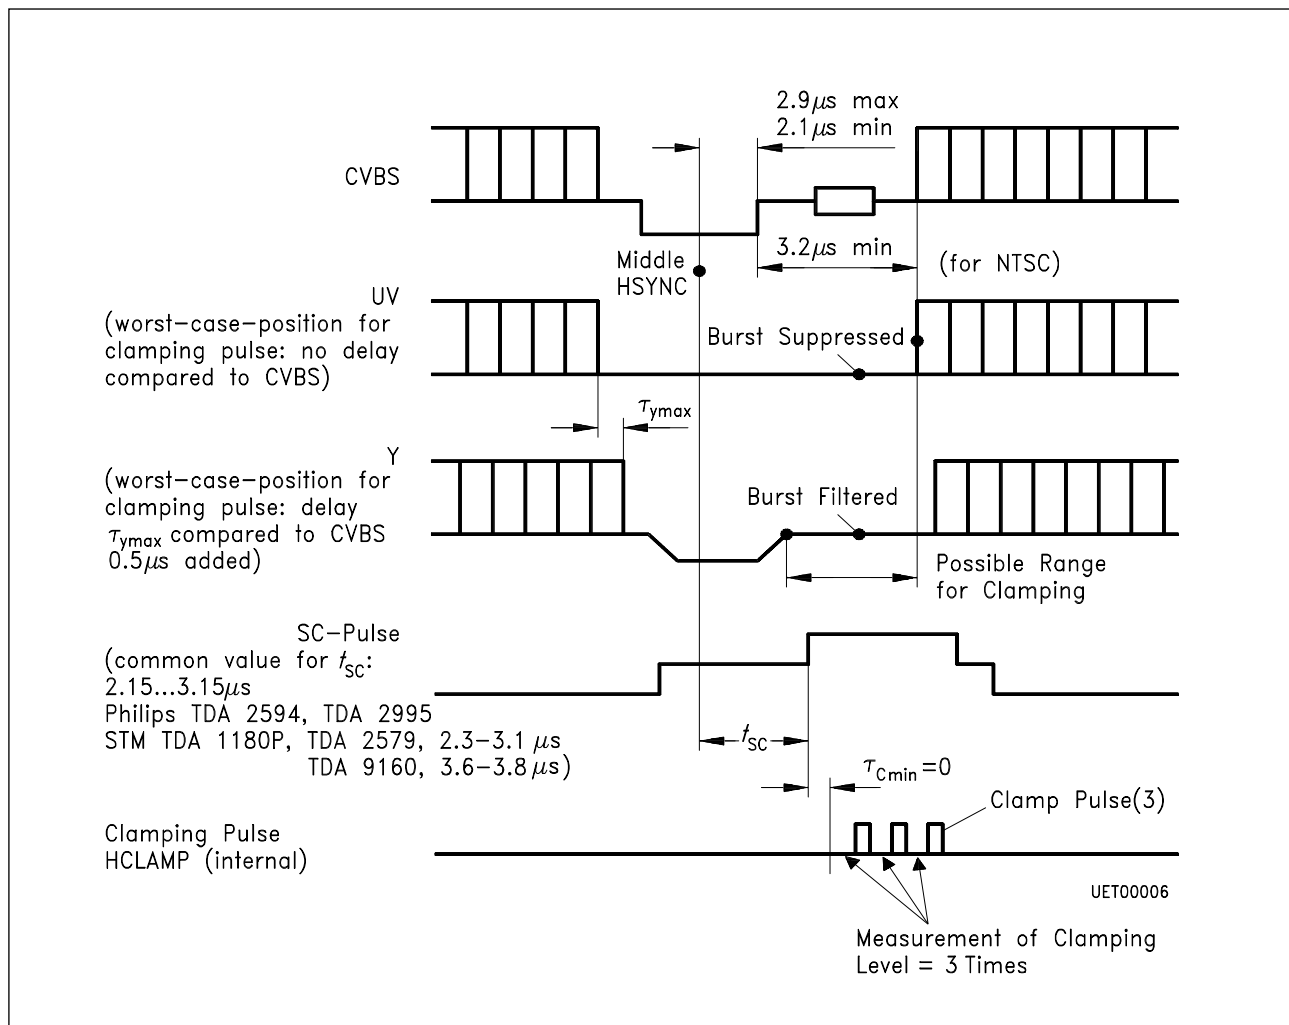 2.9μs max
2.1μs min
CVBS
3.2μs min
(for NTSC)
Middle
HSYNC
UV
(worst-case-position for
clamping pulse: no delay
compared to CVBS)
Burst Suppressed
τymax
Y
(worst-case-position for
clamping pulse: delay
τymax compared to CVBS
0.5μs added)
Burst Filtered
Possible Range
for Clamping
SC-Pulse
(common value for tSC:
2.15...3.15μs
Philips TDA 2594, TDA 2995
STM TDA 1180P, TDA 2579, 2.3-3.1 μs
TDA 9160, 3.6-3.8μs)
tSC
τCmin=0
Clamp Pulse(3)
Clamping Pulse
HCLAMP (internal)
UET00006
Measurement of Clamping
Level = 3 Times